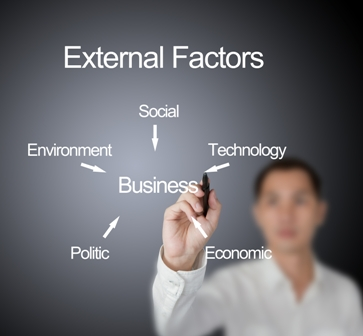 External Factors
Social
Environment
Technology
Business
Politic
Economic